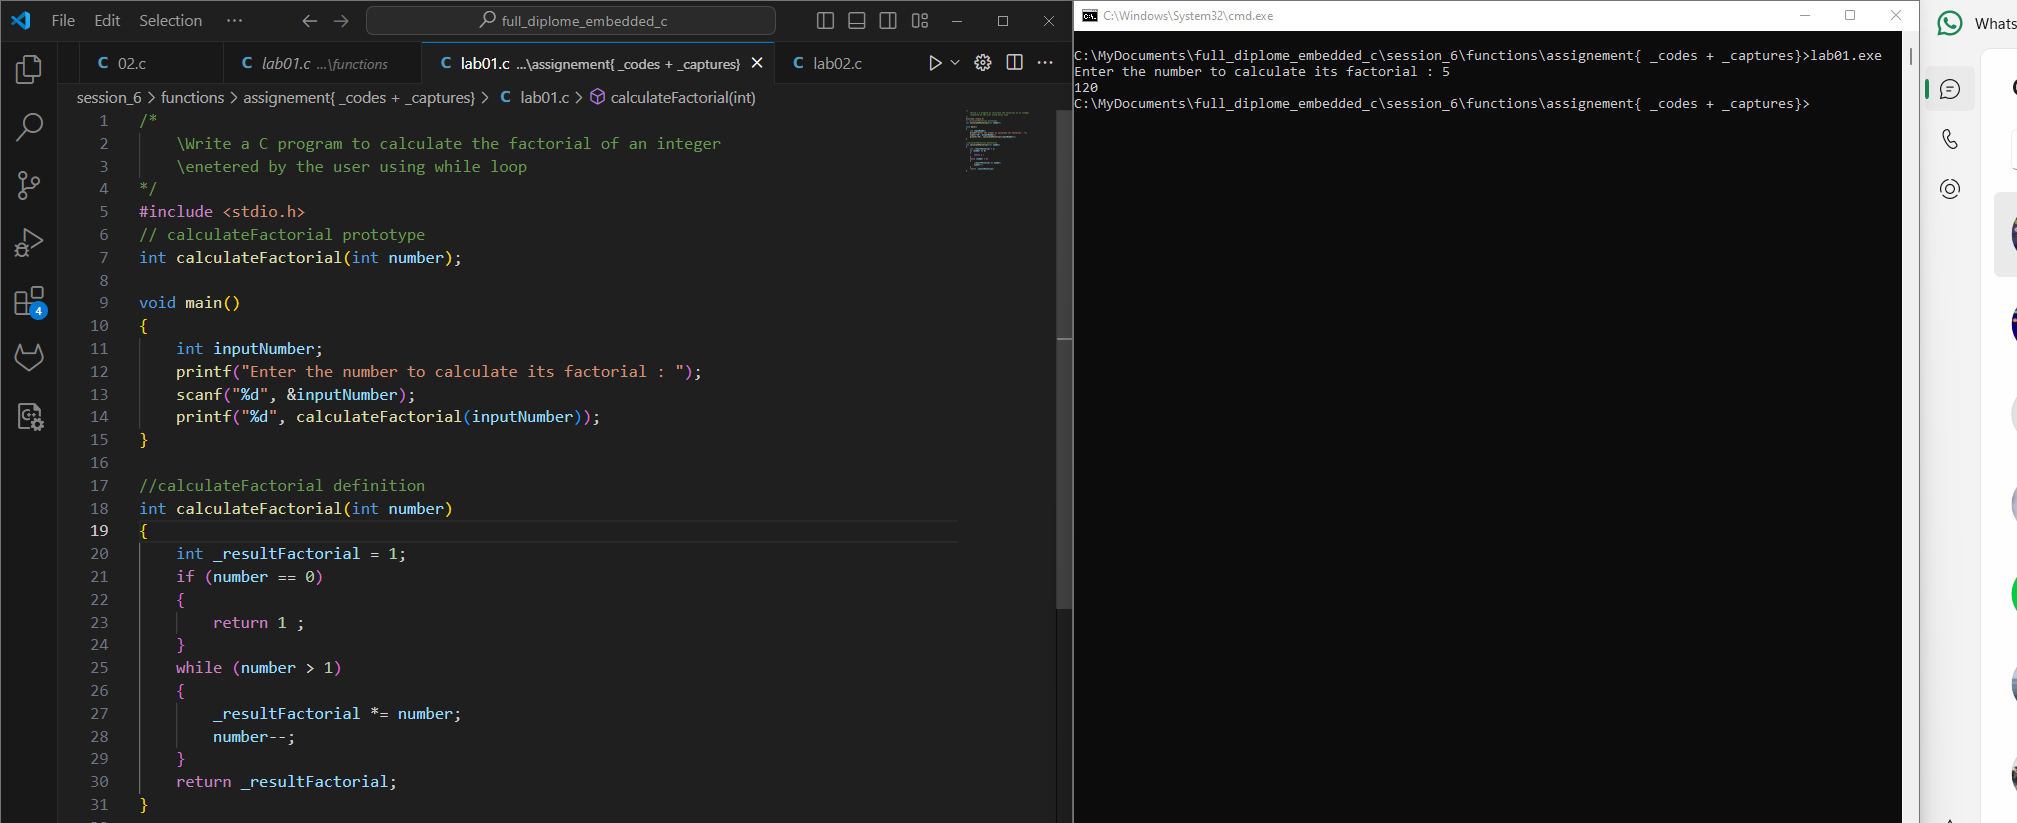 File Edit Selection ··· full_diplome_embedded_c
02.c lab01.c ...\functions lab01.c ...\assignement{ _codes + _captures} lab02.c
session_6 > functions > assignement{ _codes + _captures} > C lab01.c > calculateFactorial(int)
1 /*
2 \Write a C program to calculate the factorial of an integer
3 \enetered by the user using while loop
4 */
5 #include <stdio.h>
6 // calculateFactorial prototype
7 int calculateFactorial(int number);
8
9 void main()
10 {
11 int inputNumber;
12 printf("Enter the number to calculate its factorial : ");
13 scanf("%d", &inputNumber);
14 printf("%d", calculateFactorial(inputNumber));
15 }
16
17 //calculateFactorial definition
18 int calculateFactorial(int number)
19 {
20 int _resultFactorial = 1;
21 if (number == 0)
22 {
23 return 1 ;
24 }
25 while (number > 1)
26 {
27 _resultFactorial *= number;
28 number--;
29 }
30 return _resultFactorial;
31 }
4
C:\Windows\System32\cmd.exe
C:\MyDocuments\full_diplome_embedded_c\session_6\functions\assignement{ _codes + _captures}>lab01.exe
Enter the number to calculate its factorial : 5
120
C:\MyDocuments\full_diplome_embedded_c\session_6\functions\assignement{ _codes + _captures}>
Whats